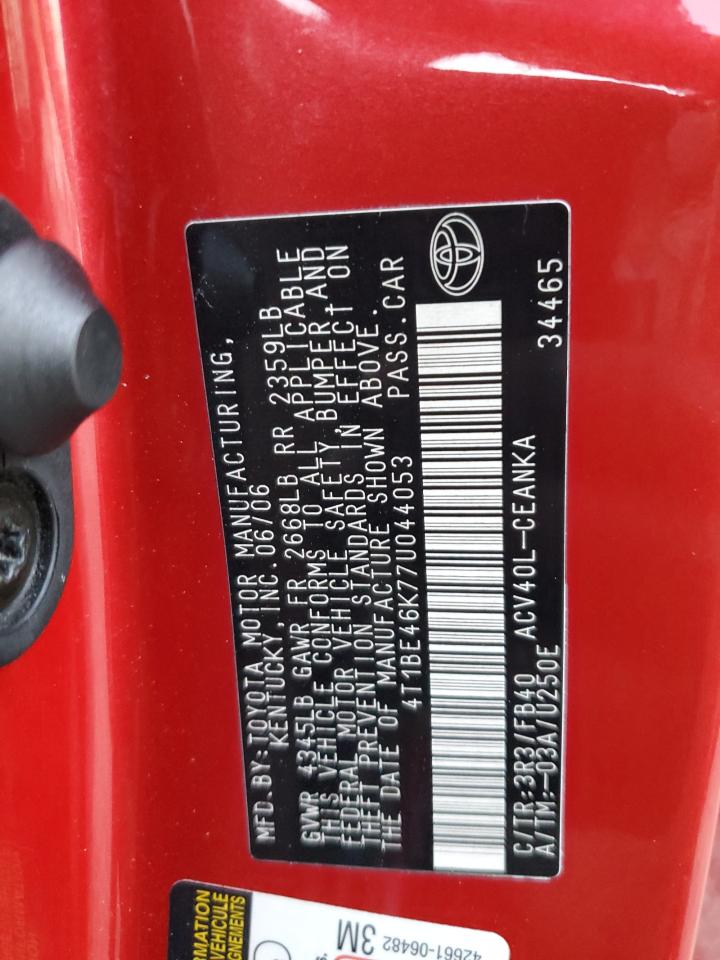 MFD.BY:TOYOTA MOTOR MANUFACTURING,
KENTUCKY INC. 06/06
GVWR 4345LB GAWR FR 2668LB RR 2359LB
THIS VEHICLE CONFORMS TO ALL APPLICABLE
FEDERAL MOTOR VEHICLE SAFETY, BUMPER, AND
THEFT PREVENTION STANDARDS IN EFFECT ON
THE DATE OF MANUFACTURE SHOWN ABOVE.
4T1BE46K77U044053 PASS.CAR
C/TR:3R3/FB40 ACV40L-CEANKA
A/TM:-03A/U250E 34465
3M
42661-06482